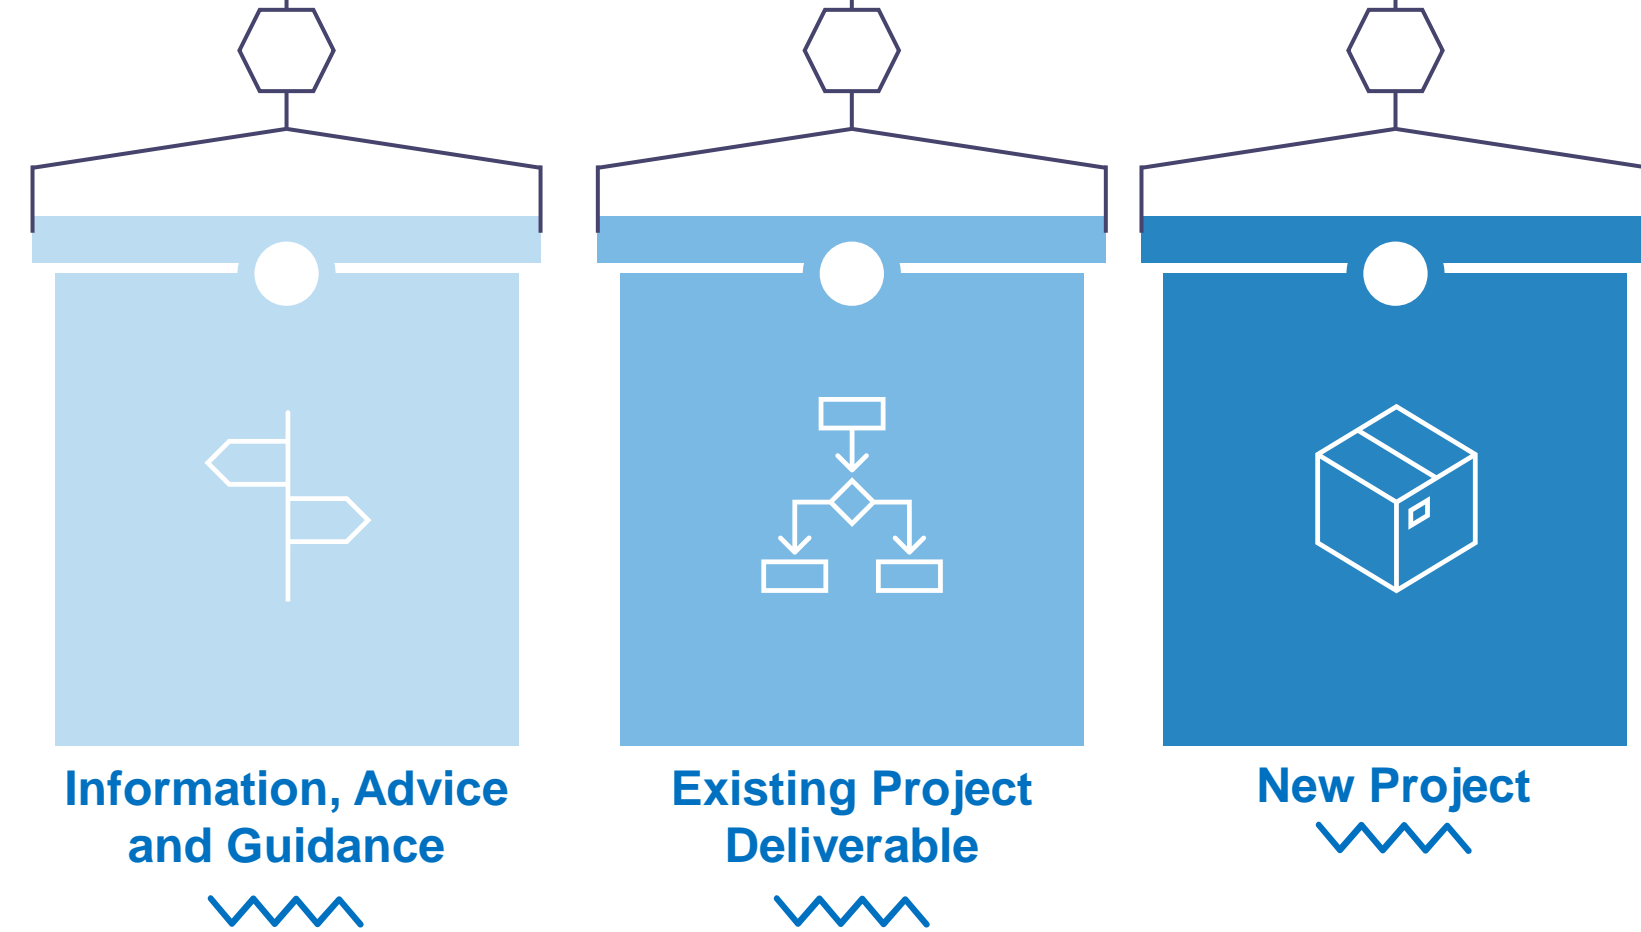 Information, Advice
and Guidance
Existing Project
Deliverable
New Project